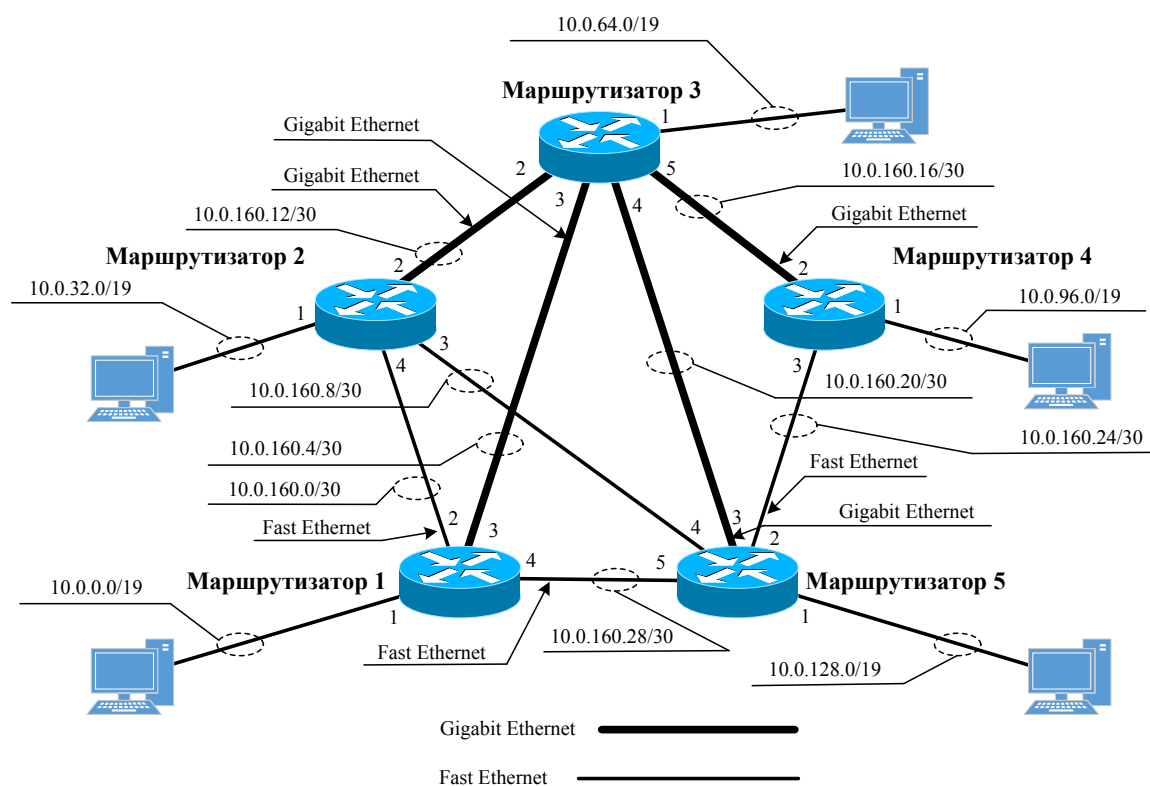 10.0.64.0/19
Маршрутизатор 3
1
Gigabit Ethernet
2
3
4
5
10.0.160.16/30
Gigabit Ethernet
10.0.160.12/30
Gigabit Ethernet
Маршрутизатор 2
2
2
Маршрутизатор 4
10.0.32.0/19
1
1
10.0.96.0/19
3
4
3
10.0.160.8/30
10.0.160.20/30
10.0.160.4/30
10.0.160.24/30
10.0.160.0/30
Fast Ethernet
Fast Ethernet
2
3
4
3
2
Gigabit Ethernet
Маршрутизатор 1
4
5
Маршрутизатор 5
10.0.0.0/19
1
1
10.0.160.28/30
Fast Ethernet
10.0.128.0/19
Gigabit Ethernet
Fast Ethernet